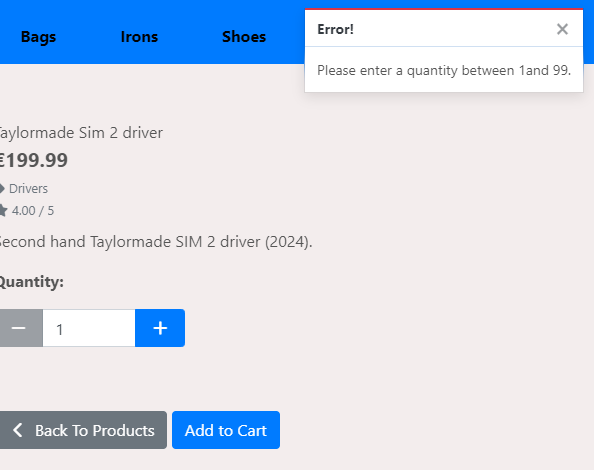 Bags Irons Shoes
Error! ×
Please enter a quantity between 1and 99.
Taylormade Sim 2 driver
€199.99
Drivers
4.00 / 5
Second hand Taylormade SIM 2 driver (2024).
Quantity:
− 1 +
Back To Products Add to Cart